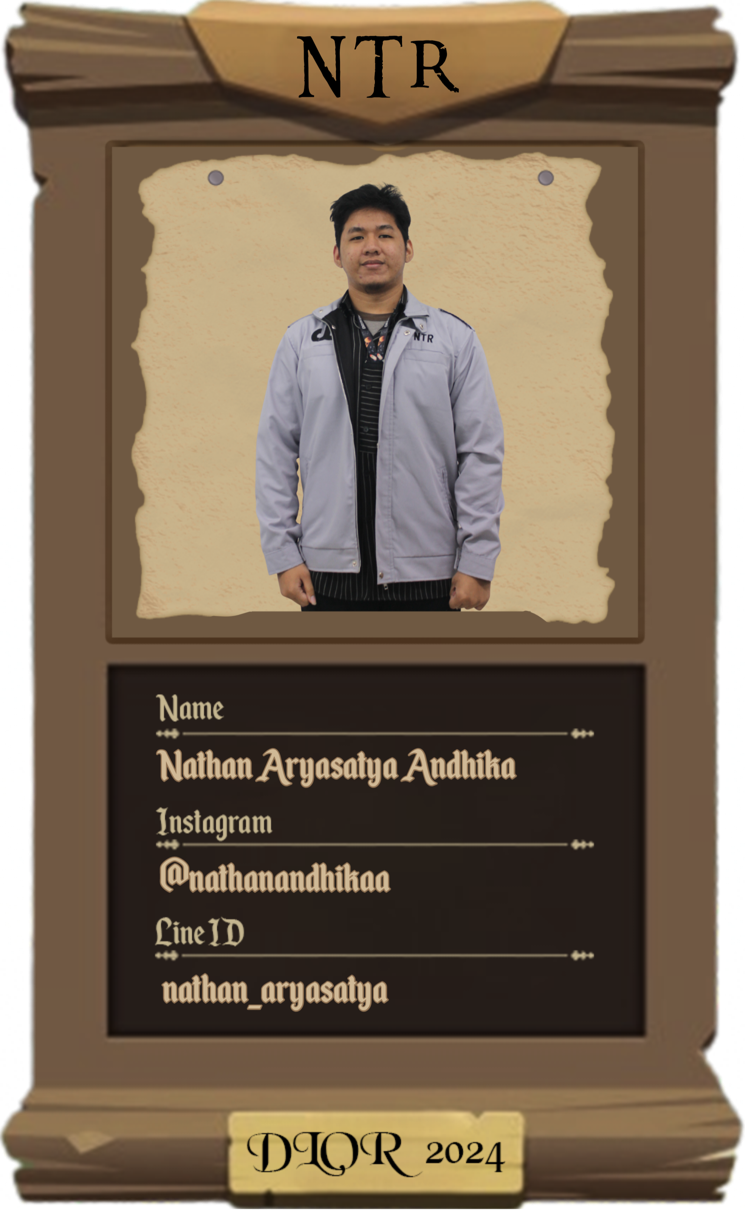 NTR
NTR
Name
Nathan Aryasatya Andhika
Instagram
@nathanandhikaa
Line ID
nathan_aryasatya
DLOR 2024